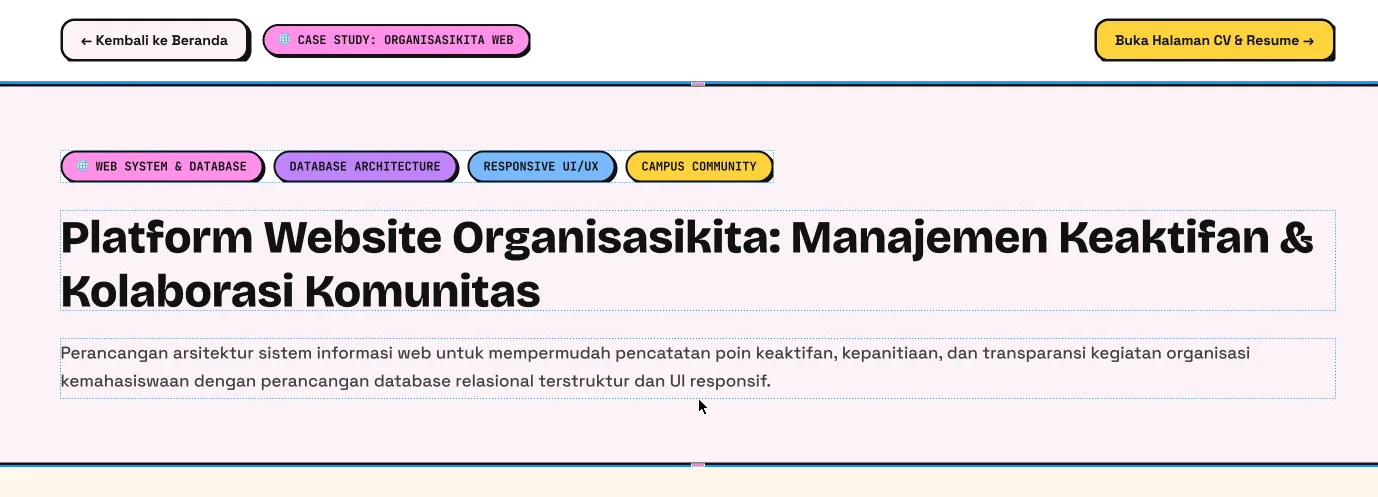 ← Kembali ke Beranda
CASE STUDY: ORGANISASIKITA WEB
Buka Halaman CV & Resume →
WEB SYSTEM & DATABASE
DATABASE ARCHITECTURE
RESPONSIVE UI/UX
CAMPUS COMMUNITY
Platform Website Organisasikita: Manajemen Keaktifan &
Kolaborasi Komunitas
Perancangan arsitektur sistem informasi web untuk mempermudah pencatatan poin keaktifan, kepanitiaan, dan transparansi kegiatan organisasi
kemahasiswaan dengan perancangan database relasional terstruktur dan UI responsif.